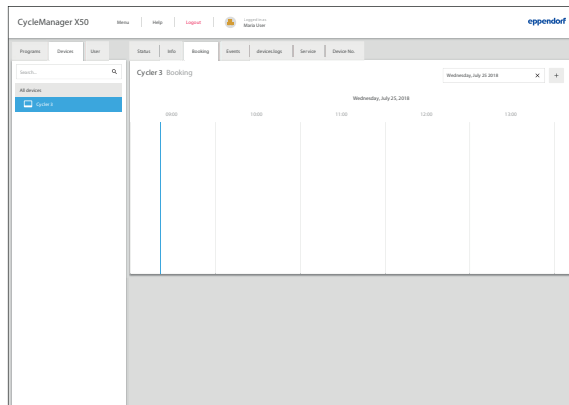 CycleManager X50
Menu
Help
Logout
Logged in as:
Maria User
eppendorf
Programs
Devices
User
Status
Info
Booking
Events
devices.logs
Service
Device No.
Search...
All devices
Cycler 3
Cycler 3 Booking
Wednesday, July 25 2018
X
+
Wednesday, July 25, 2018
09:00
10:00
11:00
12:00
13:00